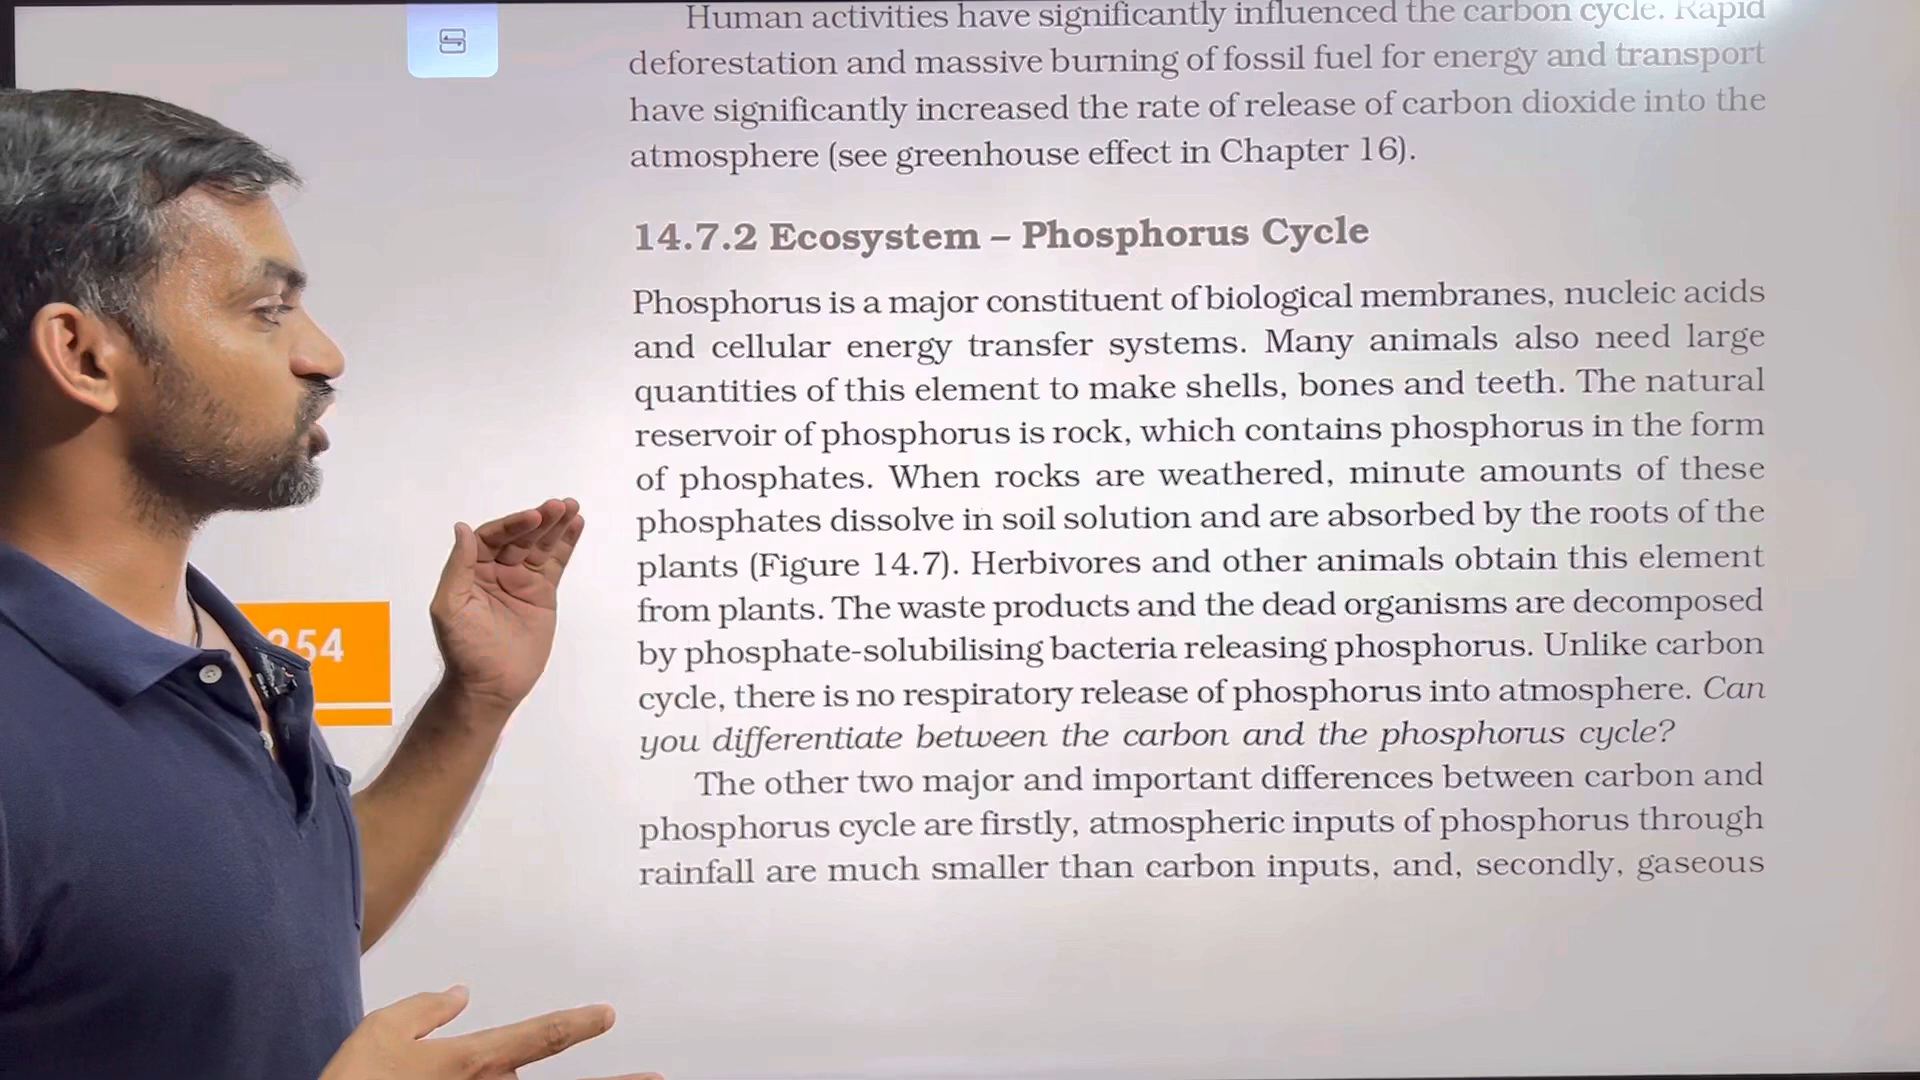 Human activities have significantly influenced the carbon cycle. Rapid
deforestation and massive burning of fossil fuel for energy and transport
have significantly increased the rate of release of carbon dioxide into the
atmosphere (see greenhouse effect in Chapter 16).
14.7.2 Ecosystem – Phosphorus Cycle
Phosphorus is a major constituent of biological membranes, nucleic acids
and cellular energy transfer systems. Many animals also need large
quantities of this element to make shells, bones and teeth. The natural
reservoir of phosphorus is rock, which contains phosphorus in the form
of phosphates. When rocks are weathered, minute amounts of these
phosphates dissolve in soil solution and are absorbed by the roots of the
plants (Figure 14.7). Herbivores and other animals obtain this element
from plants. The waste products and the dead organisms are decomposed
by phosphate-solubilising bacteria releasing phosphorus. Unlike carbon
cycle, there is no respiratory release of phosphorus into atmosphere. Can
you differentiate between the carbon and the phosphorus cycle?
The other two major and important differences between carbon and
phosphorus cycle are firstly, atmospheric inputs of phosphorus through
rainfall are much smaller than carbon inputs, and, secondly, gaseous